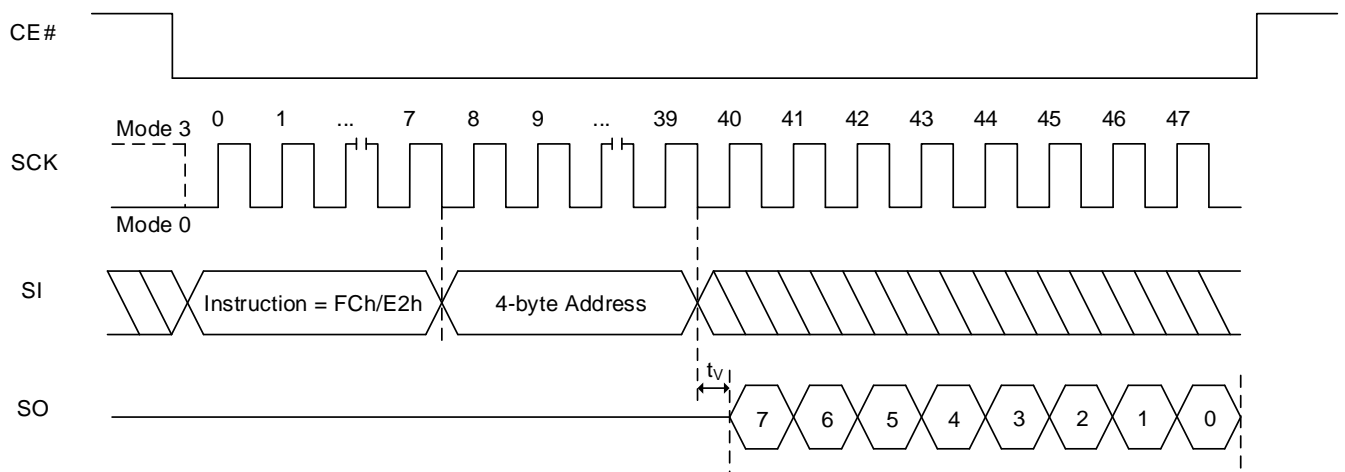 CE#
Mode 3 0 1 ... 7 8 9 ... 39 40 41 42 43 44 45 46 47
SCK
Mode 0
SI Instruction = FCh/E2h 4-byte Address
tV
SO 7 6 5 4 3 2 1 0